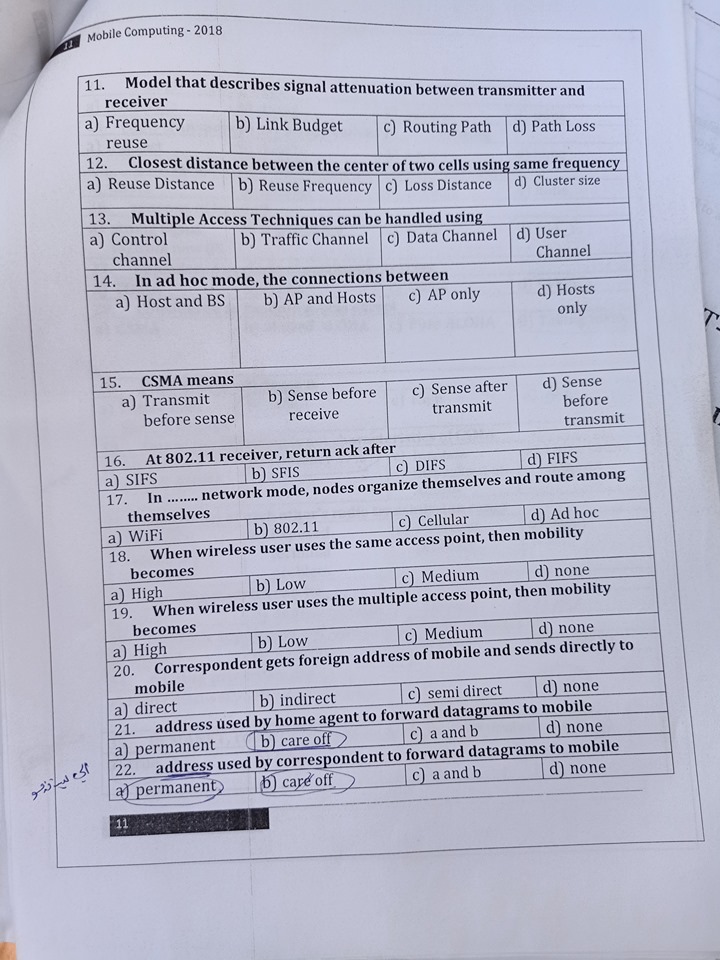 11 Mobile Computing - 2018
11. Model that describes signal attenuation between transmitter and
receiver
a) Frequency reuse b) Link Budget c) Routing Path d) Path Loss
12. Closest distance between the center of two cells using same frequency
a) Reuse Distance b) Reuse Frequency c) Loss Distance d) Cluster size
13. Multiple Access Techniques can be handled using
a) Control channel b) Traffic Channel c) Data Channel d) User Channel
14. In ad hoc mode, the connections between
a) Host and BS b) AP and Hosts c) AP only d) Hosts only
15. CSMA means
a) Transmit before sense b) Sense before receive c) Sense after transmit d) Sense before transmit
16. At 802.11 receiver, return ack after
a) SIFS b) SFIS c) DIFS d) FIFS
17. In ........ network mode, nodes organize themselves and route among
themselves
a) WiFi b) 802.11 c) Cellular d) Ad hoc
18. When wireless user uses the same access point, then mobility
becomes
a) High b) Low c) Medium d) none
19. When wireless user uses the multiple access point, then mobility
becomes
a) High b) Low c) Medium d) none
20. Correspondent gets foreign address of mobile and sends directly to
mobile
a) direct b) indirect c) semi direct d) none
21. address used by home agent to forward datagrams to mobile
a) permanent b) care off c) a and b d) none
22. address used by correspondent to forward datagrams to mobile
a) permanent b) care off c) a and b d) none
11